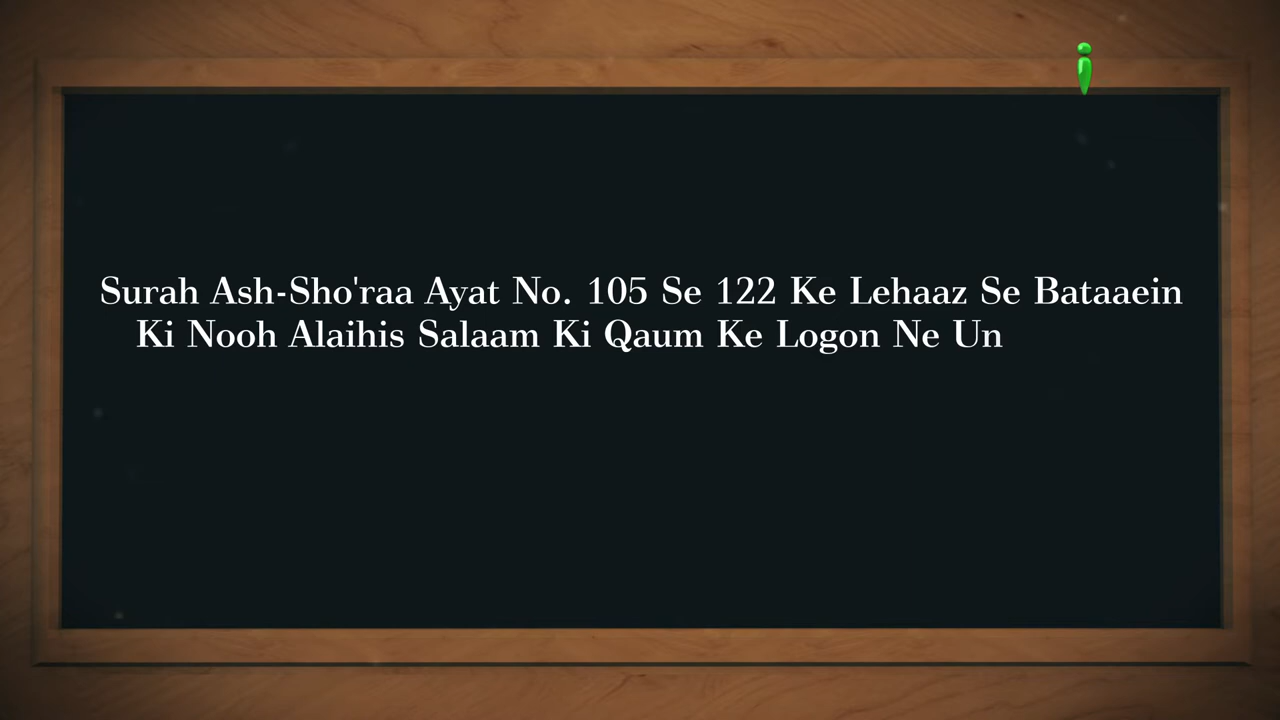 Surah Ash-Sho'raa Ayat No. 105 Se 122 Ke Lehaaz Se Bataaein
Ki Nooh Alaihis Salaam Ki Qaum Ke Logon Ne Un